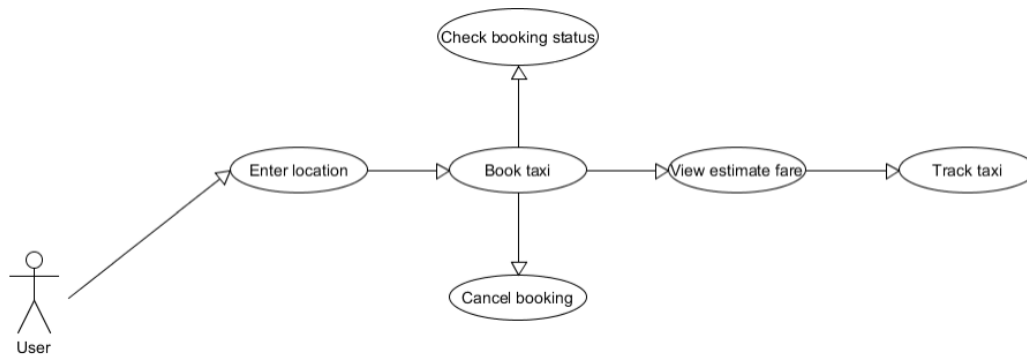 Check booking status
Enter location
Book taxi
View estimate fare
Track taxi
Cancel booking
User